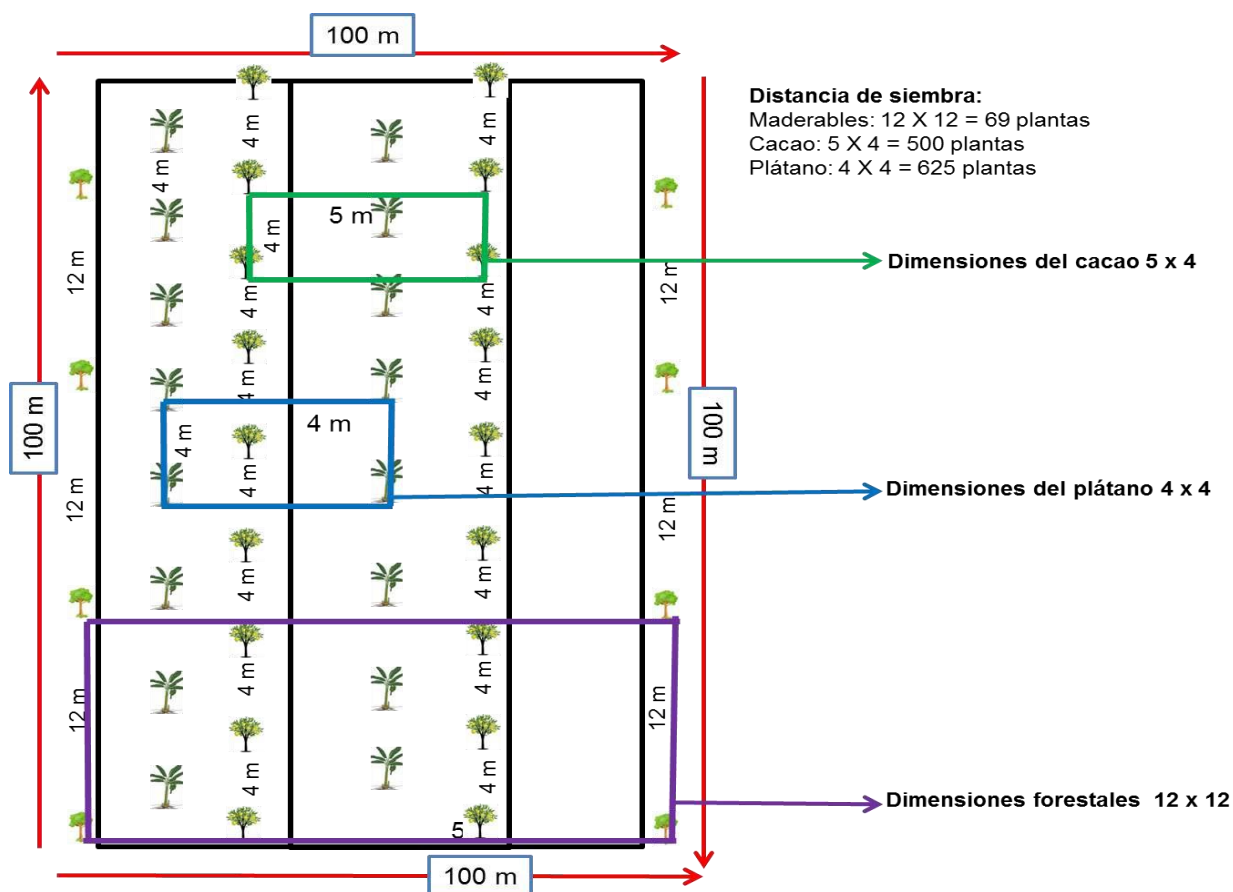 100 m
Distancia de siembra:
Maderables: 12 X 12 = 69 plantas
Cacao: 5 X 4 = 500 plantas
Plátano: 4 X 4 = 625 plantas
4 m
4 m
4 m
5 m
4 m
12 m
12 m
Dimensiones del cacao 5 x 4
4 m
4 m
4 m
4 m
100 m
100 m
4 m
4 m
4 m
4 m
12 m
12 m
Dimensiones del plátano 4 x 4
4 m
4 m
4 m
4 m
12 m
12 m
4 m
4 m
Dimensiones forestales 12 x 12
4 m
4 m
5
100 m